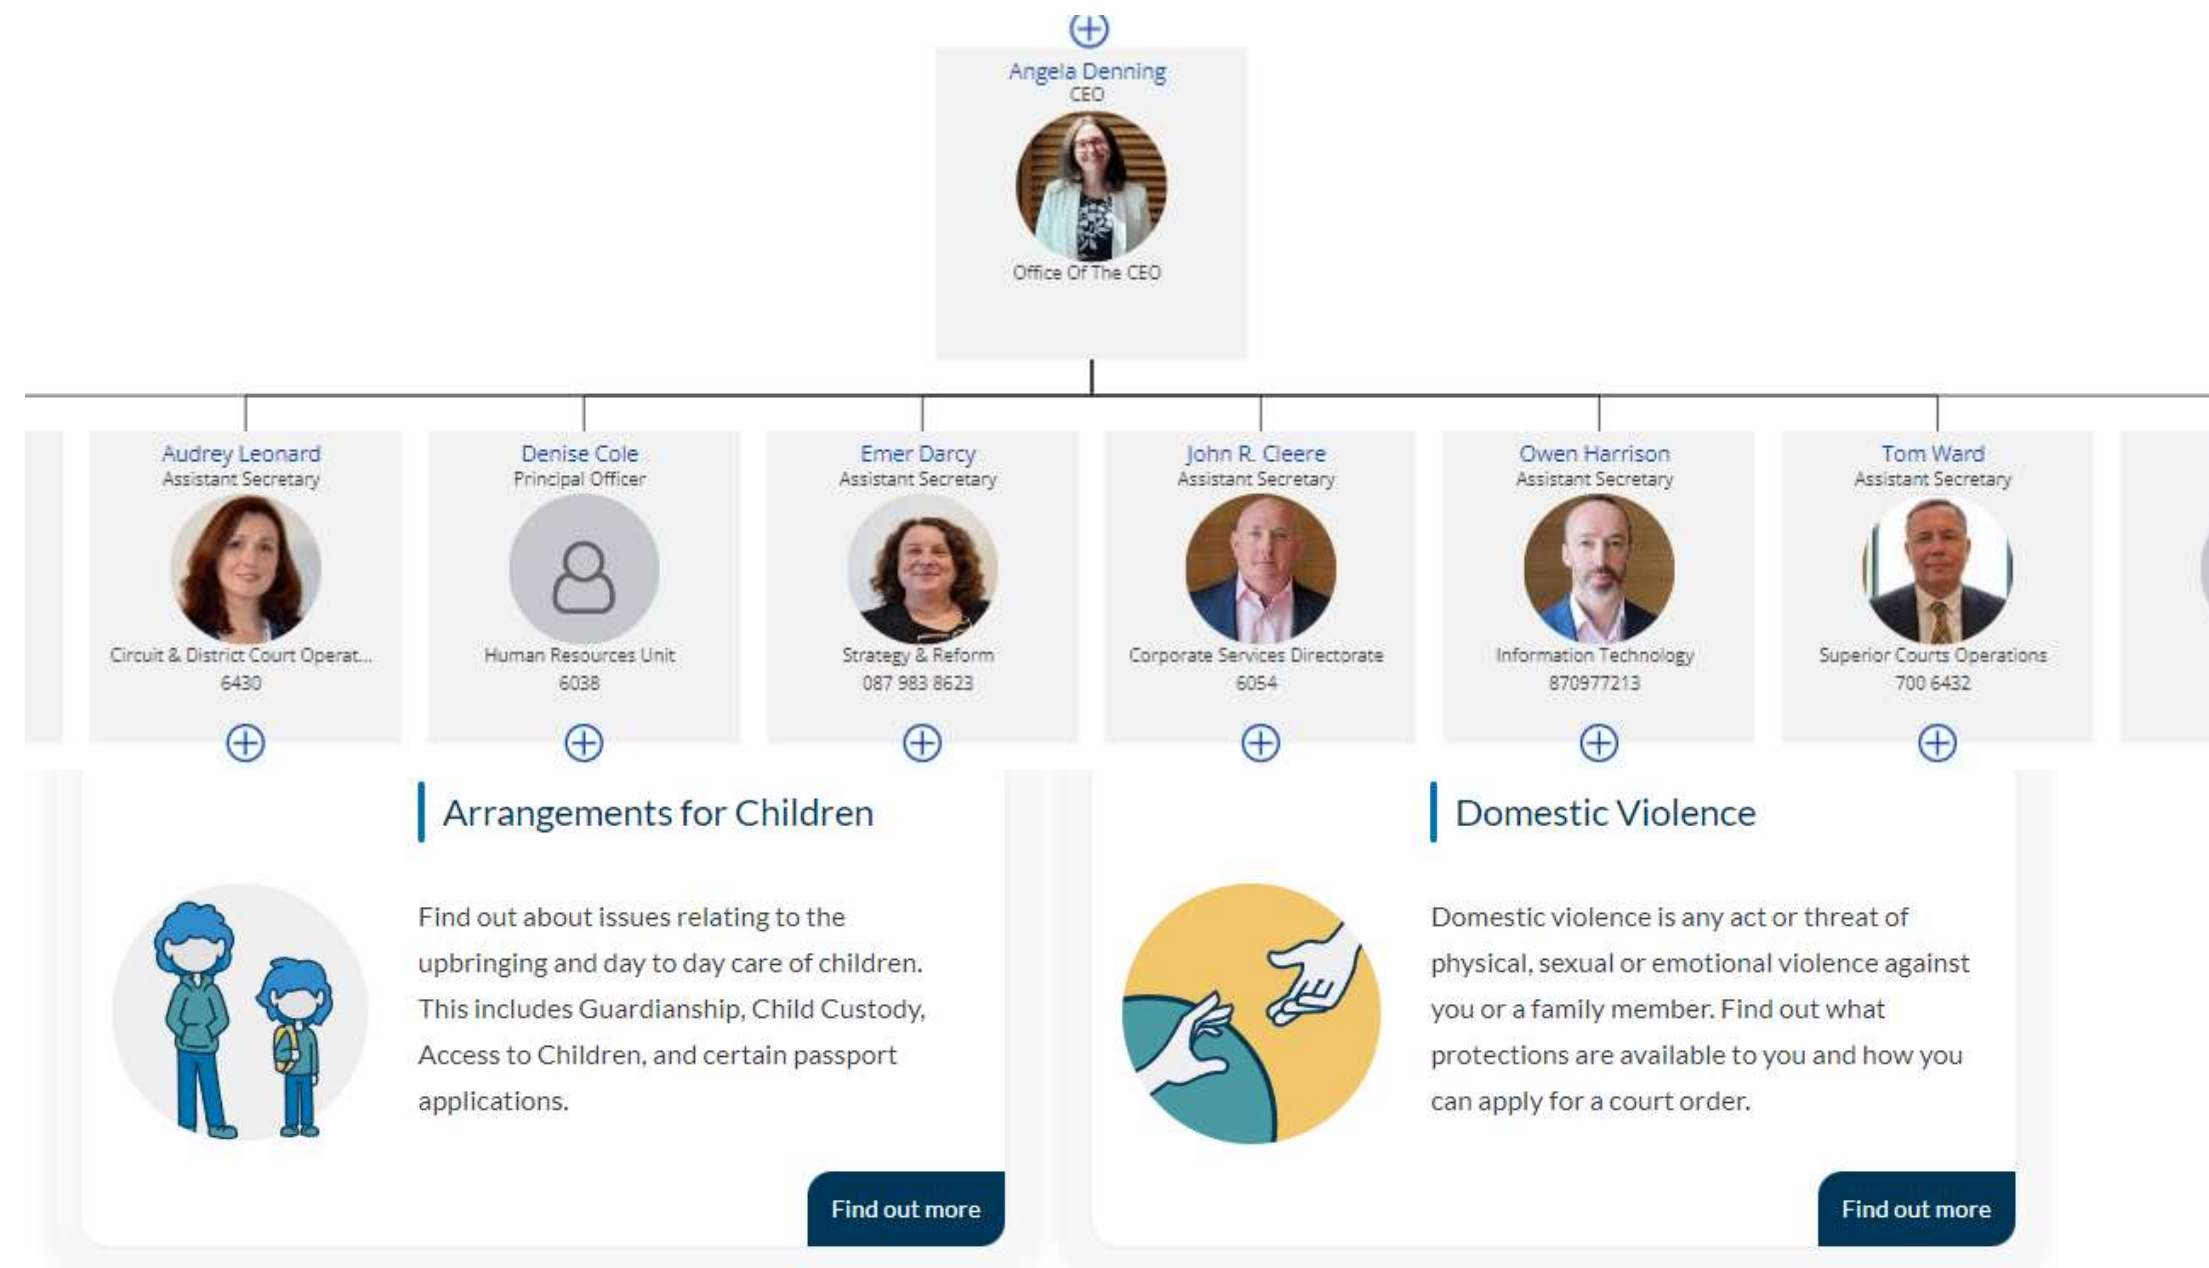 Angela Denning
CEO
Office Of The CEO
Audrey Leonard
Assistant Secretary
Circuit & District Court Operat...
6430
Denise Cole
Principal Officer
Human Resources Unit
6038
Emer Darcy
Assistant Secretary
Strategy & Reform
087 983 8623
John R. Cleere
Assistant Secretary
Corporate Services Directorate
6054
Owen Harrison
Assistant Secretary
Information Technology
870977213
Tom Ward
Assistant Secretary
Superior Courts Operations
700 6432
Arrangements for Children
Find out about issues relating to the
upbringing and day to day care of children.
This includes Guardianship, Child Custody,
Access to Children, and certain passport
applications.
Find out more
Domestic Violence
Domestic violence is any act or threat of
physical, sexual or emotional violence against
you or a family member. Find out what
protections are available to you and how you
can apply for a court order.
Find out more